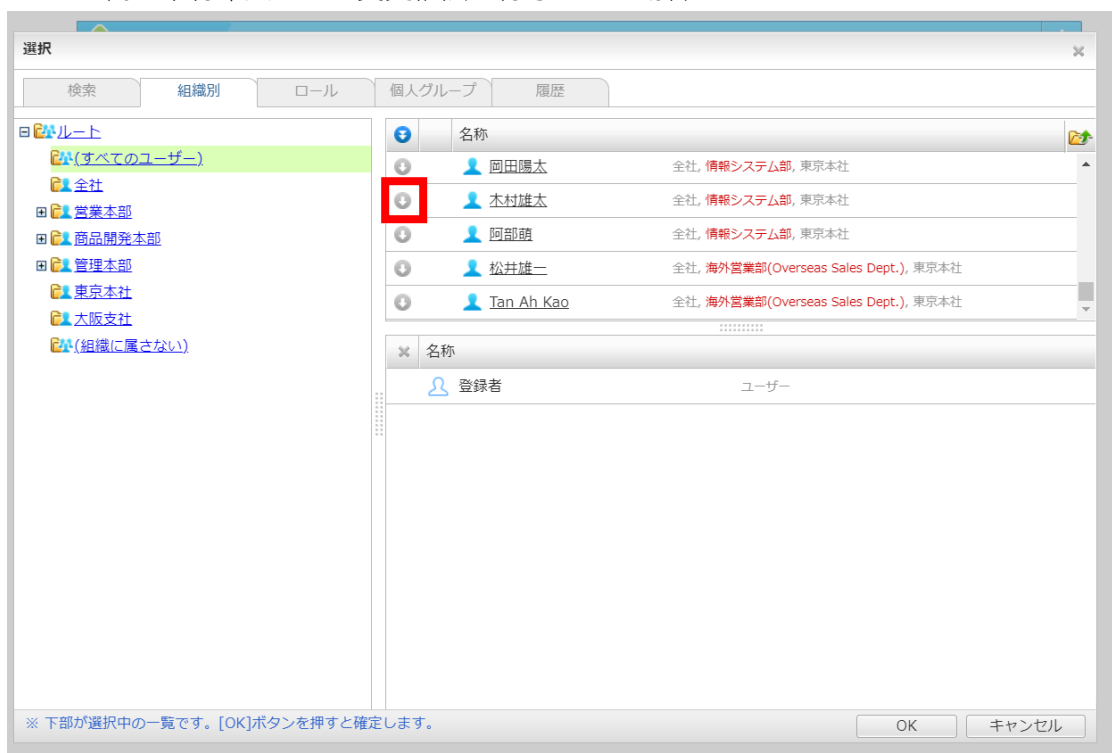 選択
検索 組織別 ロール 個人グループ 履歴
ルート
(すべてのユーザー)
全社
営業本部
商品開発本部
管理本部
東京本社
大阪支社
(組織に属さない)
名称
岡田陽太 全社, 情報システム部, 東京本社
木村雄太 全社, 情報システム部, 東京本社
阿部萌 全社, 情報システム部, 東京本社
松井雄一 全社, 海外営業部(Overseas Sales Dept.), 東京本社
Tan Ah Kao 全社, 海外営業部(Overseas Sales Dept.), 東京本社
名称
登録者 ユーザー
※ 下部が選択中の一覧です。[OK]ボタンを押すと確定します。
OK キャンセル